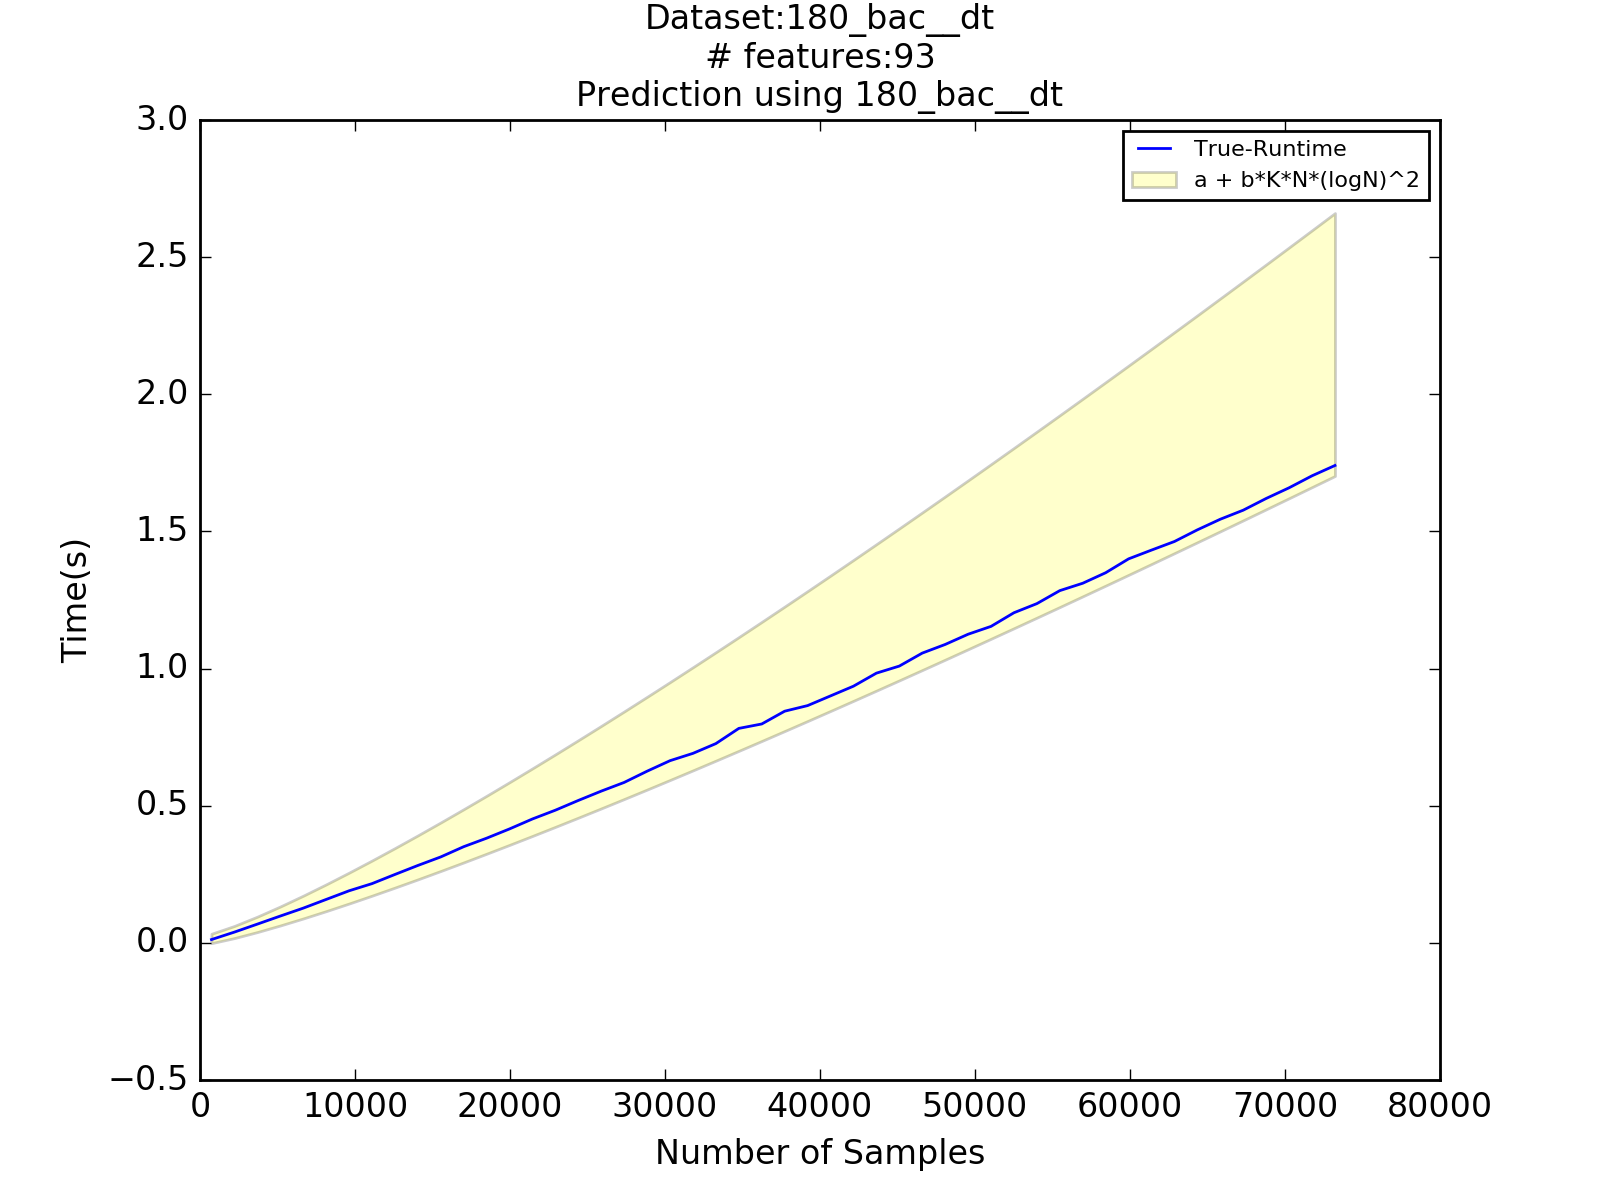 Dataset:180_bac__dt
# features:93
Prediction using 180_bac__dt
True-Runtime
a + b*K*N*(logN)^2
3.0
2.5
2.0
1.5
1.0
0.5
0.0
−0.5
Time(s)
0 10000 20000 30000 40000 50000 60000 70000 80000
Number of Samples